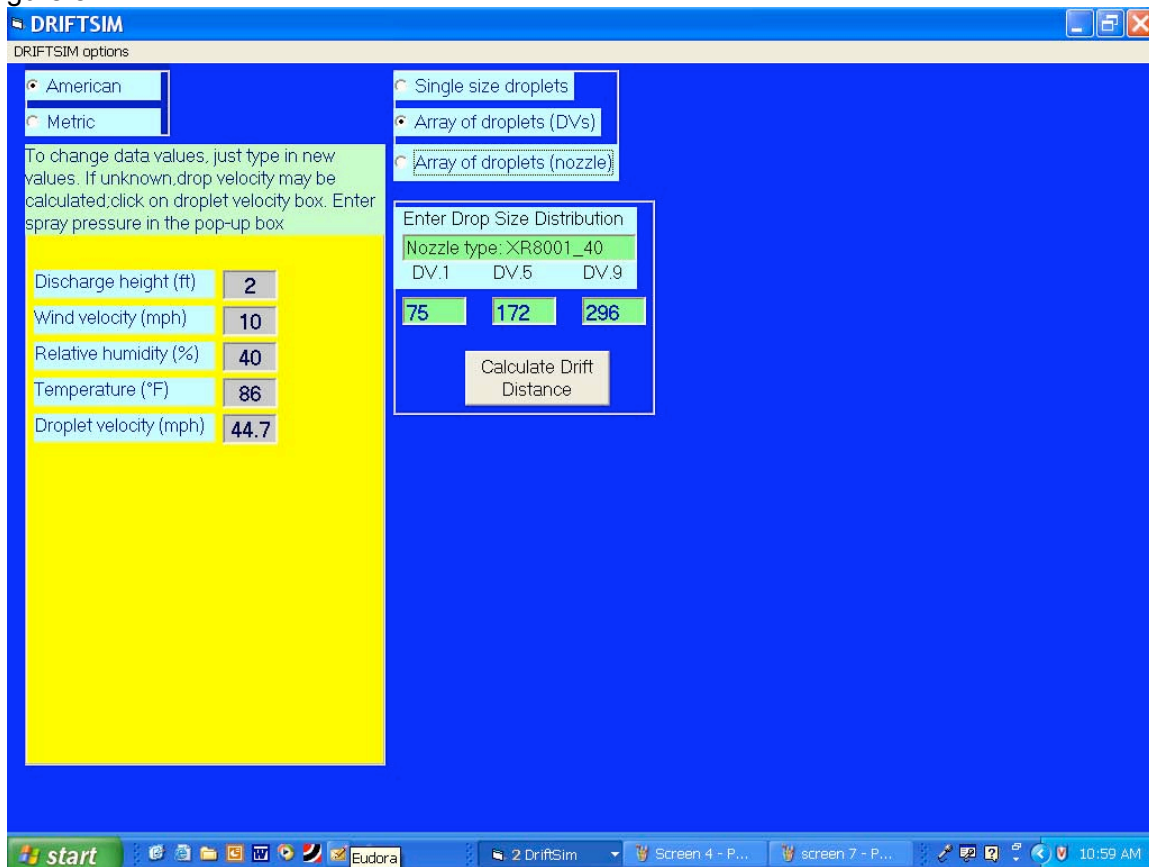 DRIFTSIM
DRIFTSIM options
American
Metric
To change data values, just type in new
values. If unknown,drop velocity may be
calculated;click on droplet velocity box. Enter
spray pressure in the pop-up box
Discharge height (ft) 2
Wind velocity (mph) 10
Relative humidity (%) 40
Temperature (°F) 86
Droplet velocity (mph) 44.7
Single size droplets
Array of droplets (DVs)
Array of droplets (nozzle)
Enter Drop Size Distribution
Nozzle type: XR8001_40
DV.1 DV.5 DV.9
75 172 296
Calculate Drift
Distance
start
Eudora
2 DriftSim
Screen 4 - P...
screen 7 - P...
10:59 AM